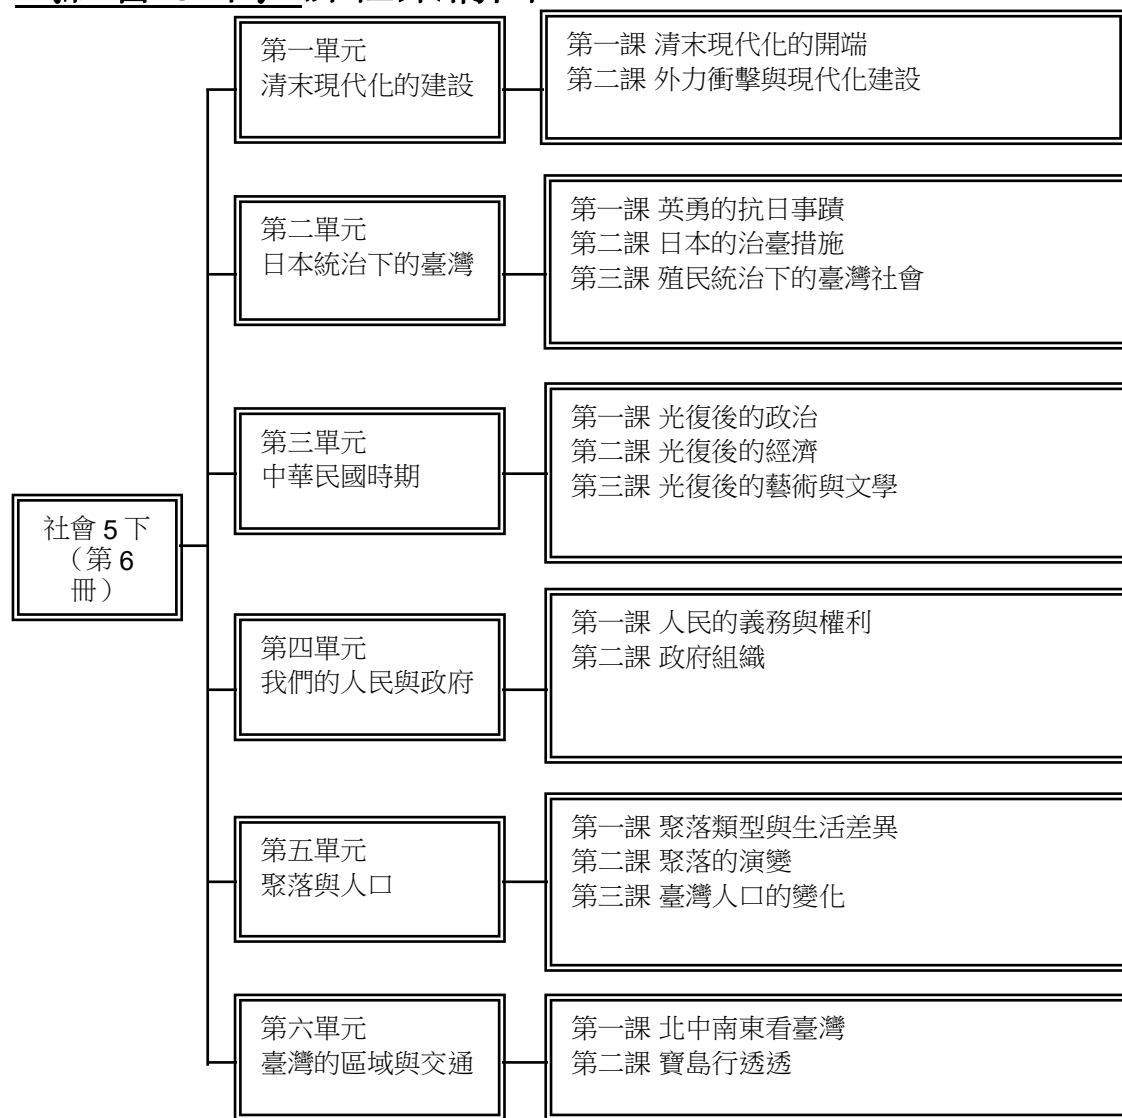 第一單元
清末現代化的建設
第一課 清末現代化的開端
第二課 外力衝擊與現代化建設
第二單元
日本統治下的臺灣
第一課 英勇的抗日事蹟
第二課 日本的治臺措施
第三課 殖民統治下的臺灣社會
第三單元
中華民國時期
第一課 光復後的政治
第二課 光復後的經濟
第三課 光復後的藝術與文學
社會 5 下
（第 6
冊）
第四單元
我們的人民與政府
第一課 人民的義務與權利
第二課 政府組織
第五單元
聚落與人口
第一課 聚落類型與生活差異
第二課 聚落的演變
第三課 臺灣人口的變化
第六單元
臺灣的區域與交通
第一課 北中南東看臺灣
第二課 寶島行透透